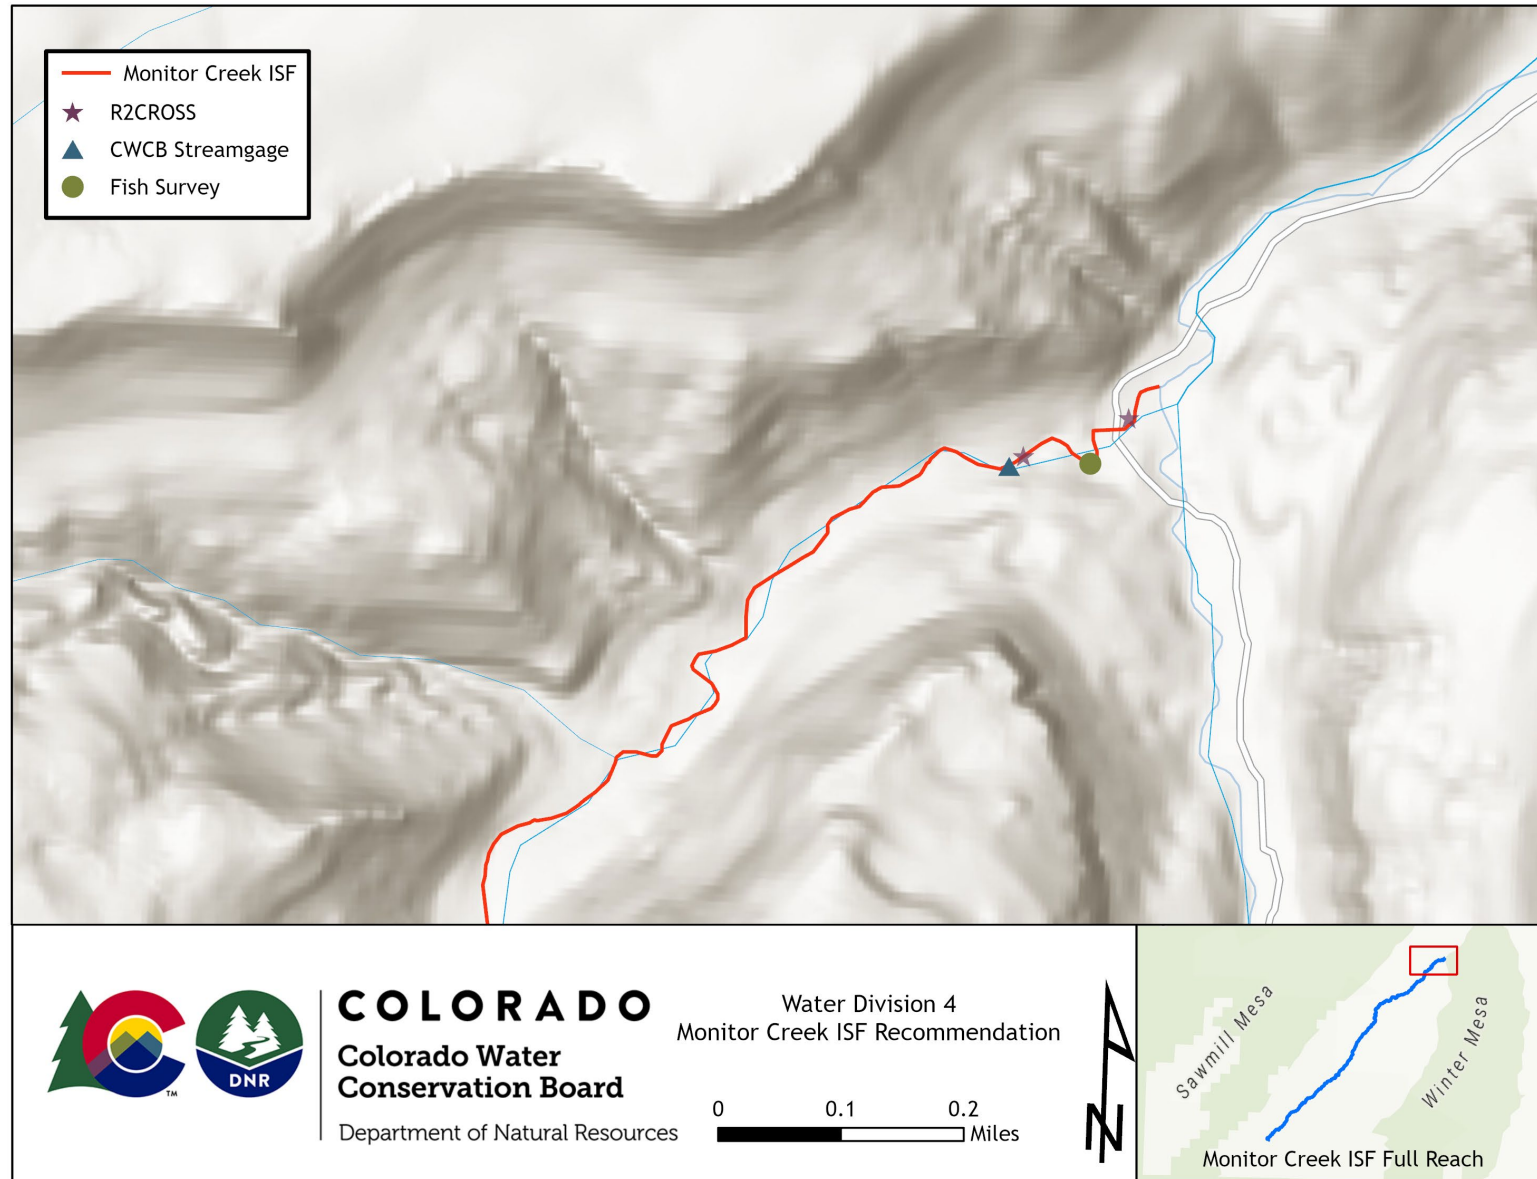 Monitor Creek ISF
R2CROSS
CWCB Streamgage
Fish Survey
DNR
TM
COLORADO
Colorado Water
Conservation Board
Department of Natural Resources
Water Division 4
Monitor Creek ISF Recommendation
0 0.1 0.2
Miles
N
Sawmill Mesa
Winter Mesa
Monitor Creek ISF Full Reach